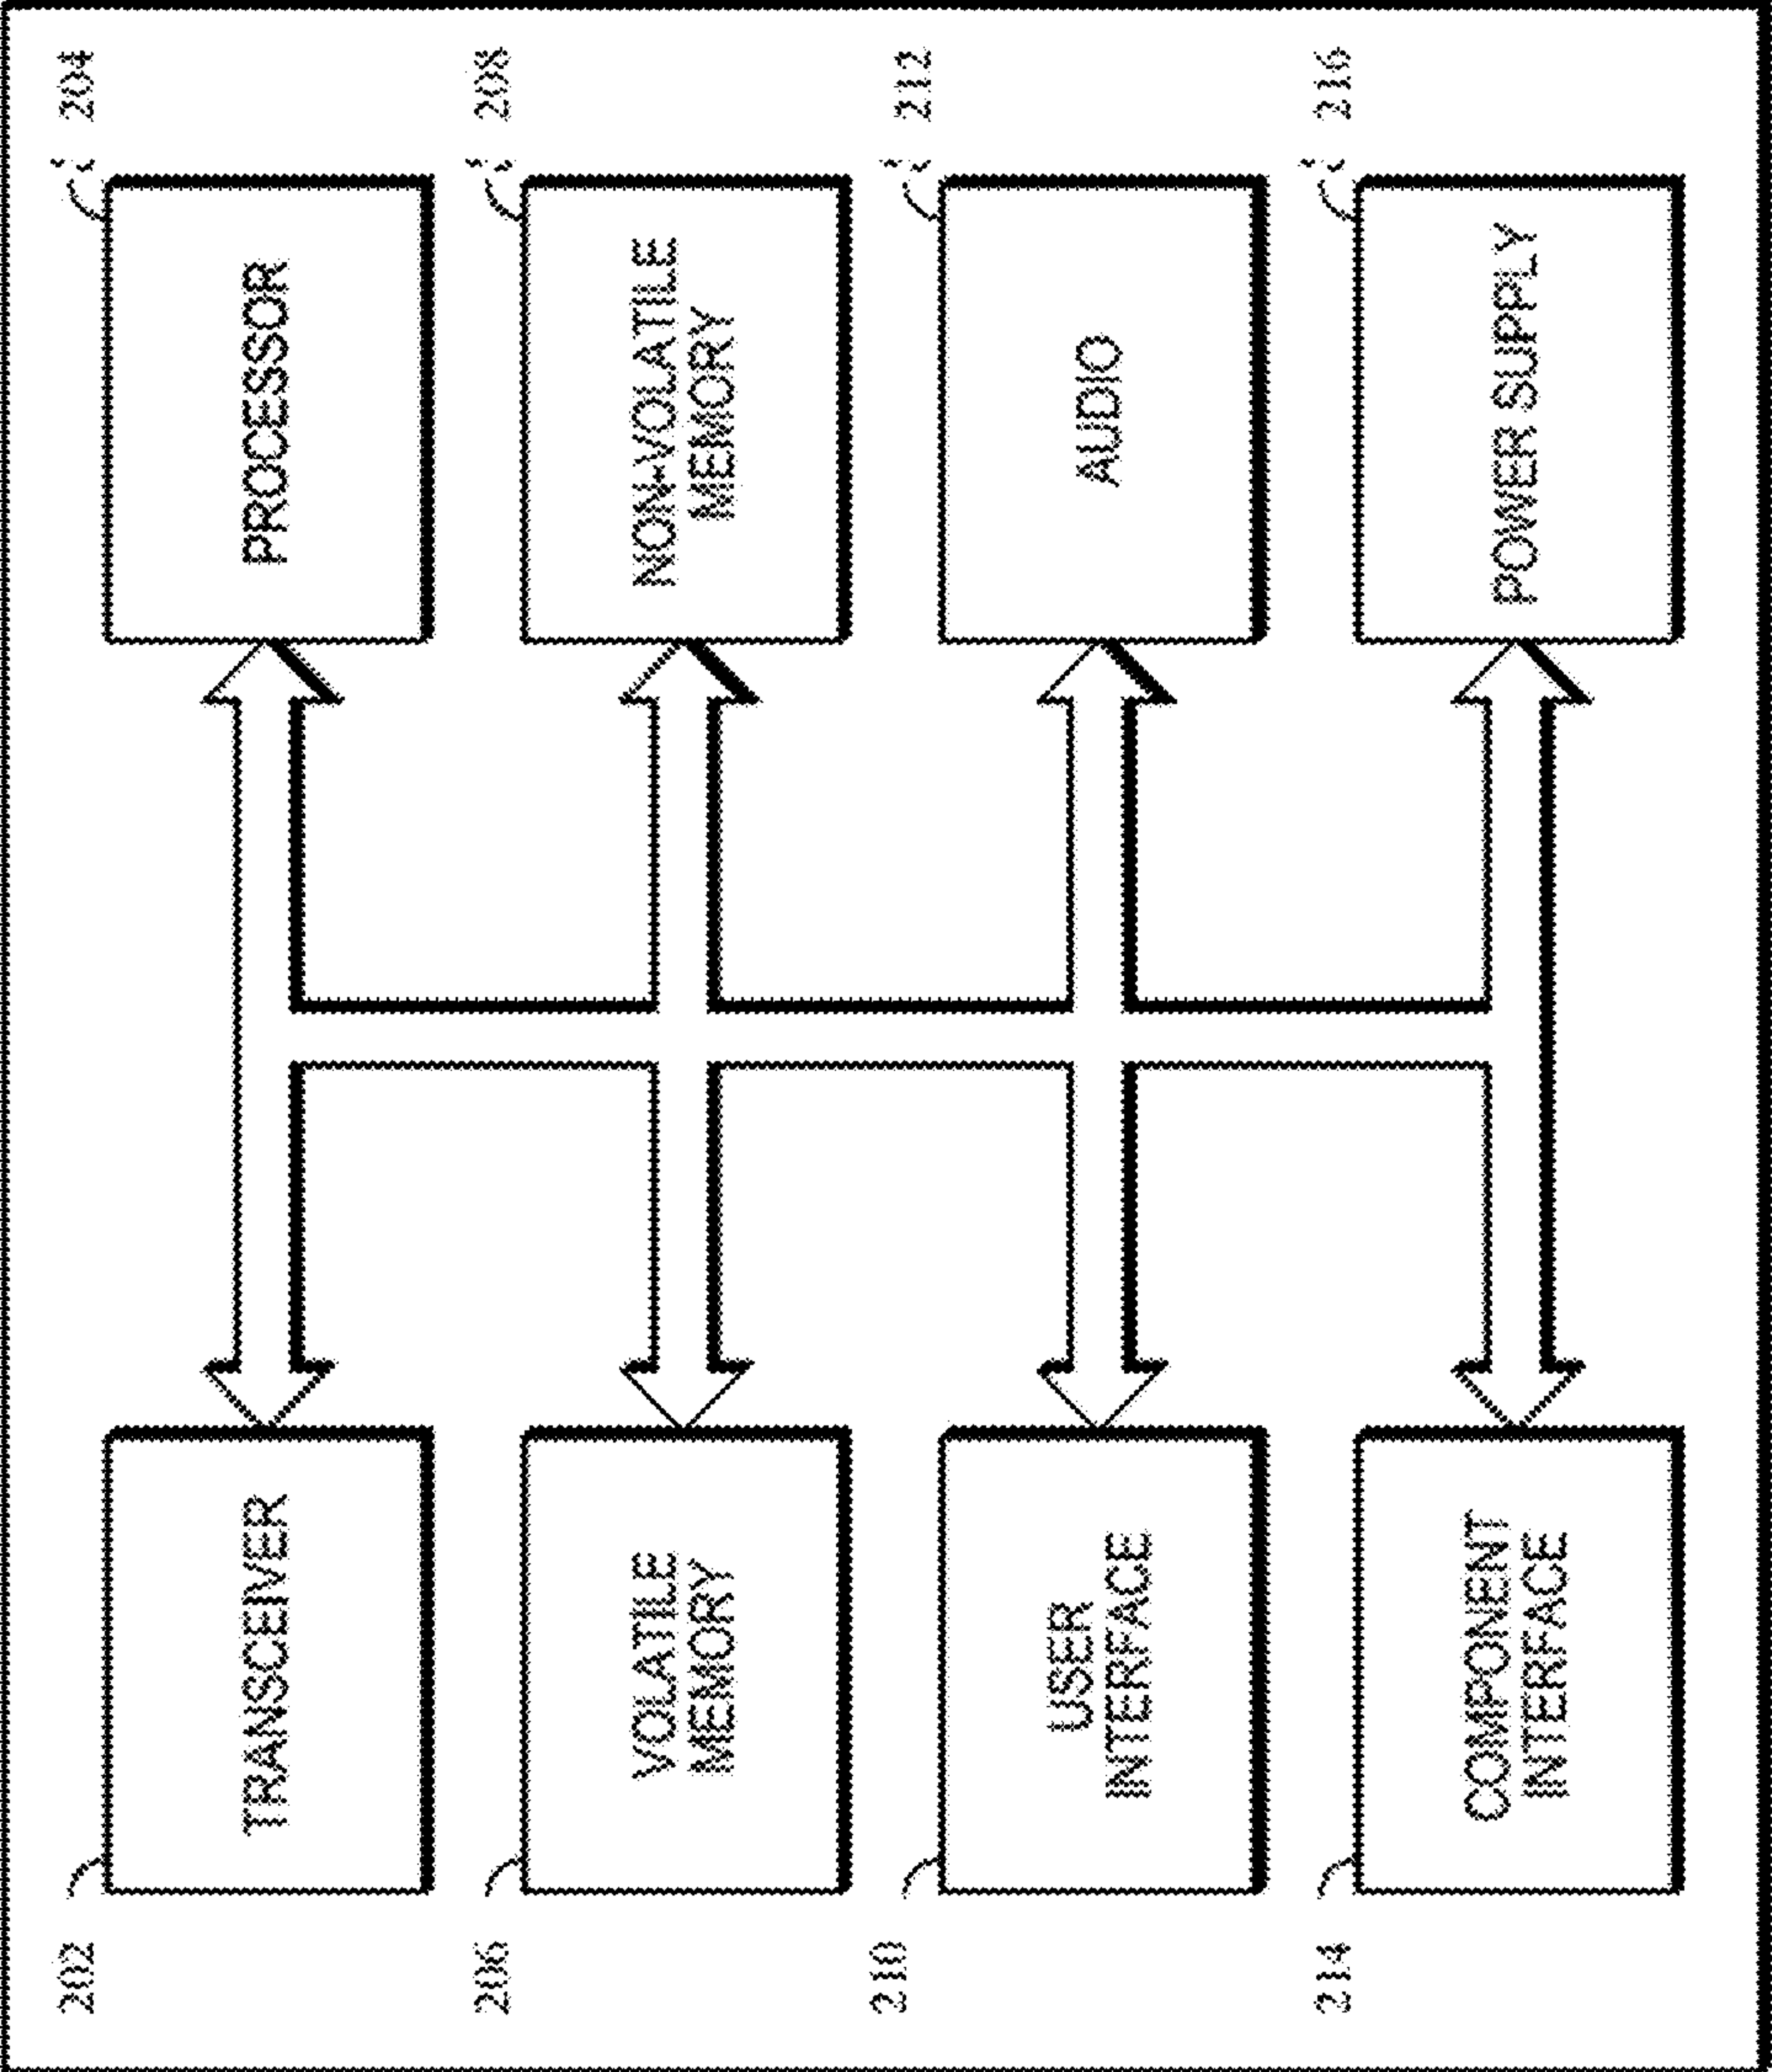 202
TRANSCEIVER
PROCESSOR
204
206
VOLATILE
MEMORY
NON-VOLATILE
MEMORY
208
210
USER
INTERFACE
AUDIO
212
214
COMPONENT
INTERFACE
POWER SUPPLY
216